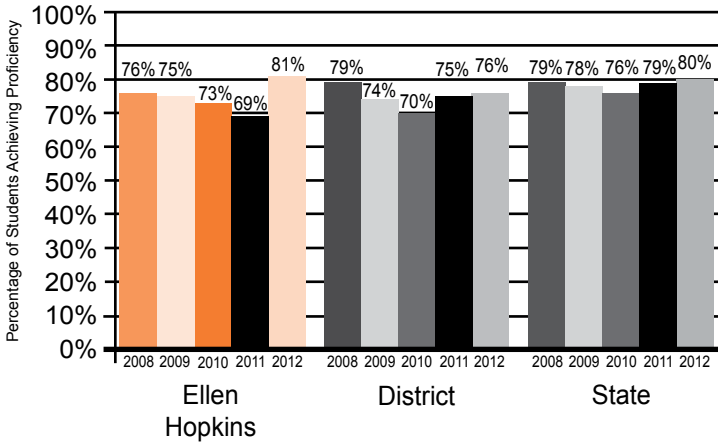 Percentage of Students Achieving Proficiency
100%
90%
80%
70%
60%
50%
40%
30%
20%
10%
0%
76% 75% 73% 69% 81%
79% 74% 70% 75% 76%
79% 78% 76% 79% 80%
2008 2009 2010 2011 2012
2008 2009 2010 2011 2012
2008 2009 2010 2011 2012
Ellen
Hopkins
District
State